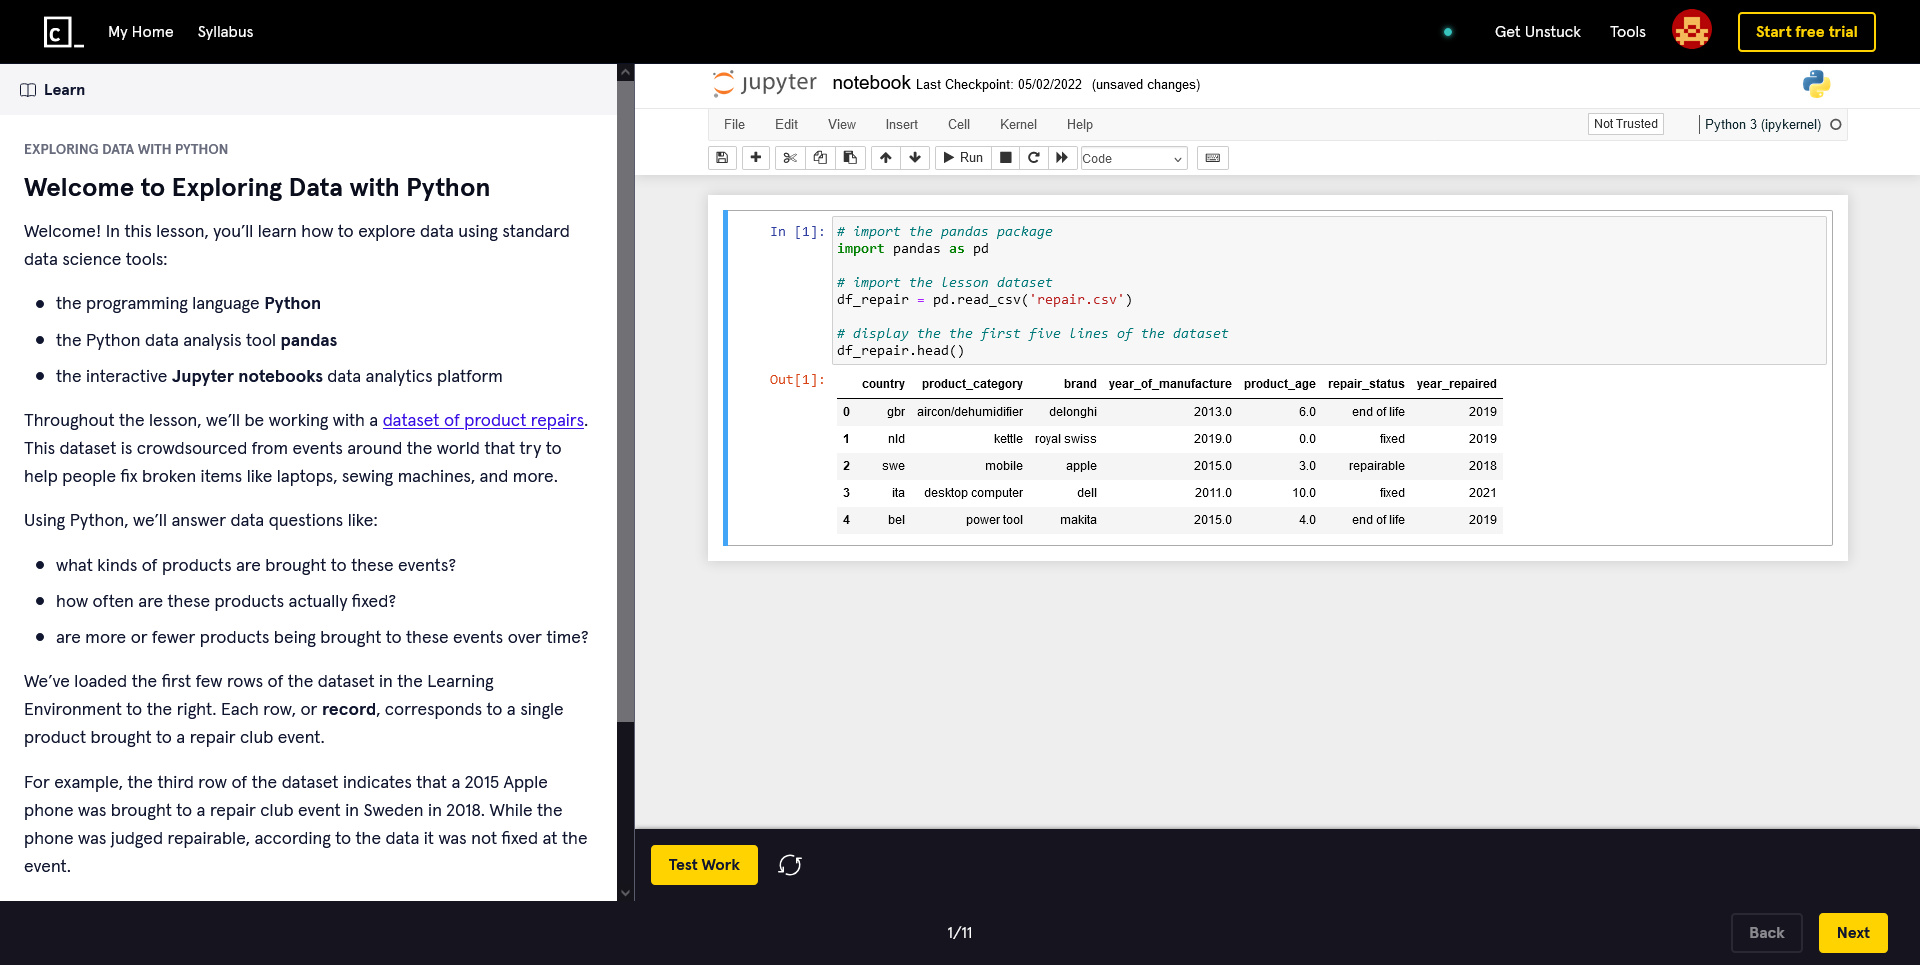 C_ My Home Syllabus Get Unstuck Tools Start free trial
Learn
EXPLORING DATA WITH PYTHON
Welcome to Exploring Data with Python
Welcome! In this lesson, you’ll learn how to explore data using standard
data science tools:
the programming language Python
the Python data analysis tool pandas
the interactive Jupyter notebooks data analytics platform
Throughout the lesson, we’ll be working with a dataset of product repairs.
This dataset is crowdsourced from events around the world that try to
help people fix broken items like laptops, sewing machines, and more.
Using Python, we’ll answer data questions like:
what kinds of products are brought to these events?
how often are these products actually fixed?
are more or fewer products being brought to these events over time?
We’ve loaded the first few rows of the dataset in the Learning
Environment to the right. Each row, or record, corresponds to a single
product brought to a repair club event.
For example, the third row of the dataset indicates that a 2015 Apple
phone was brought to a repair club event in Sweden in 2018. While the
phone was judged repairable, according to the data it was not fixed at the
event.
jupyter notebook Last Checkpoint: 05/02/2022 (unsaved changes)
File Edit View Insert Cell Kernel Help Not Trusted Python 3 (ipykernel)
Run Code
In [1]: # import the pandas package
import pandas as pd
# import the lesson dataset
df_repair = pd.read_csv('repair.csv')
# display the the first five lines of the dataset
df_repair.head()
Out[1]:
country product_category brand year_of_manufacture product_age repair_status year_repaired
0 gbr aircon/dehumidifier delonghi 2013.0 6.0 end of life 2019
1 nld kettle royal swiss 2019.0 0.0 fixed 2019
2 swe mobile apple 2015.0 3.0 repairable 2018
3 ita desktop computer dell 2011.0 10.0 fixed 2021
4 bel power tool makita 2015.0 4.0 end of life 2019
Test Work
1/11
Back Next